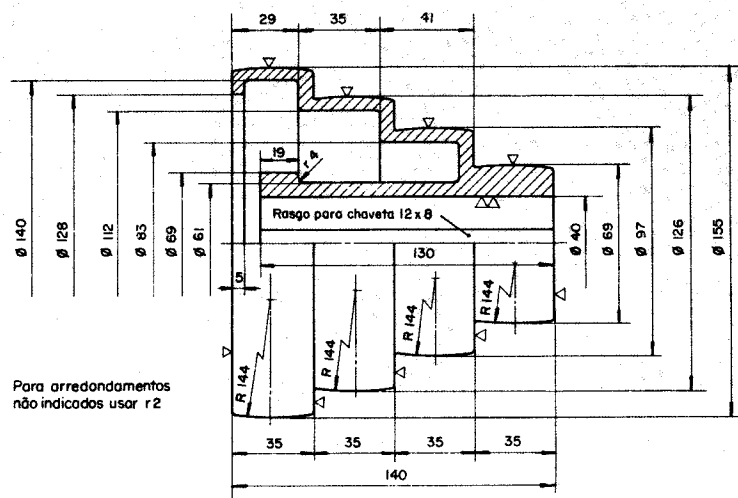 29 35 41
19
r4
Rasgo para chaveta 12 x 8
130
5
Ø 140
Ø 128
Ø 112
Ø 83
Ø 69
Ø 61
Ø 40
Ø 69
Ø 97
Ø 126
Ø 155
R 144
R 144
R 144
R 144
Para arredondamentos
não indicados usar r2
35 35 35 35
140